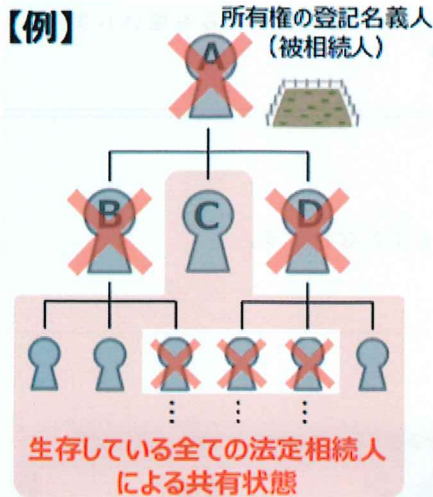 【例】
所有権の登記名義人
(被相続人)
A
B
C
D
⋮ ⋮ ⋮
生存している全ての法定相続人
による共有状態